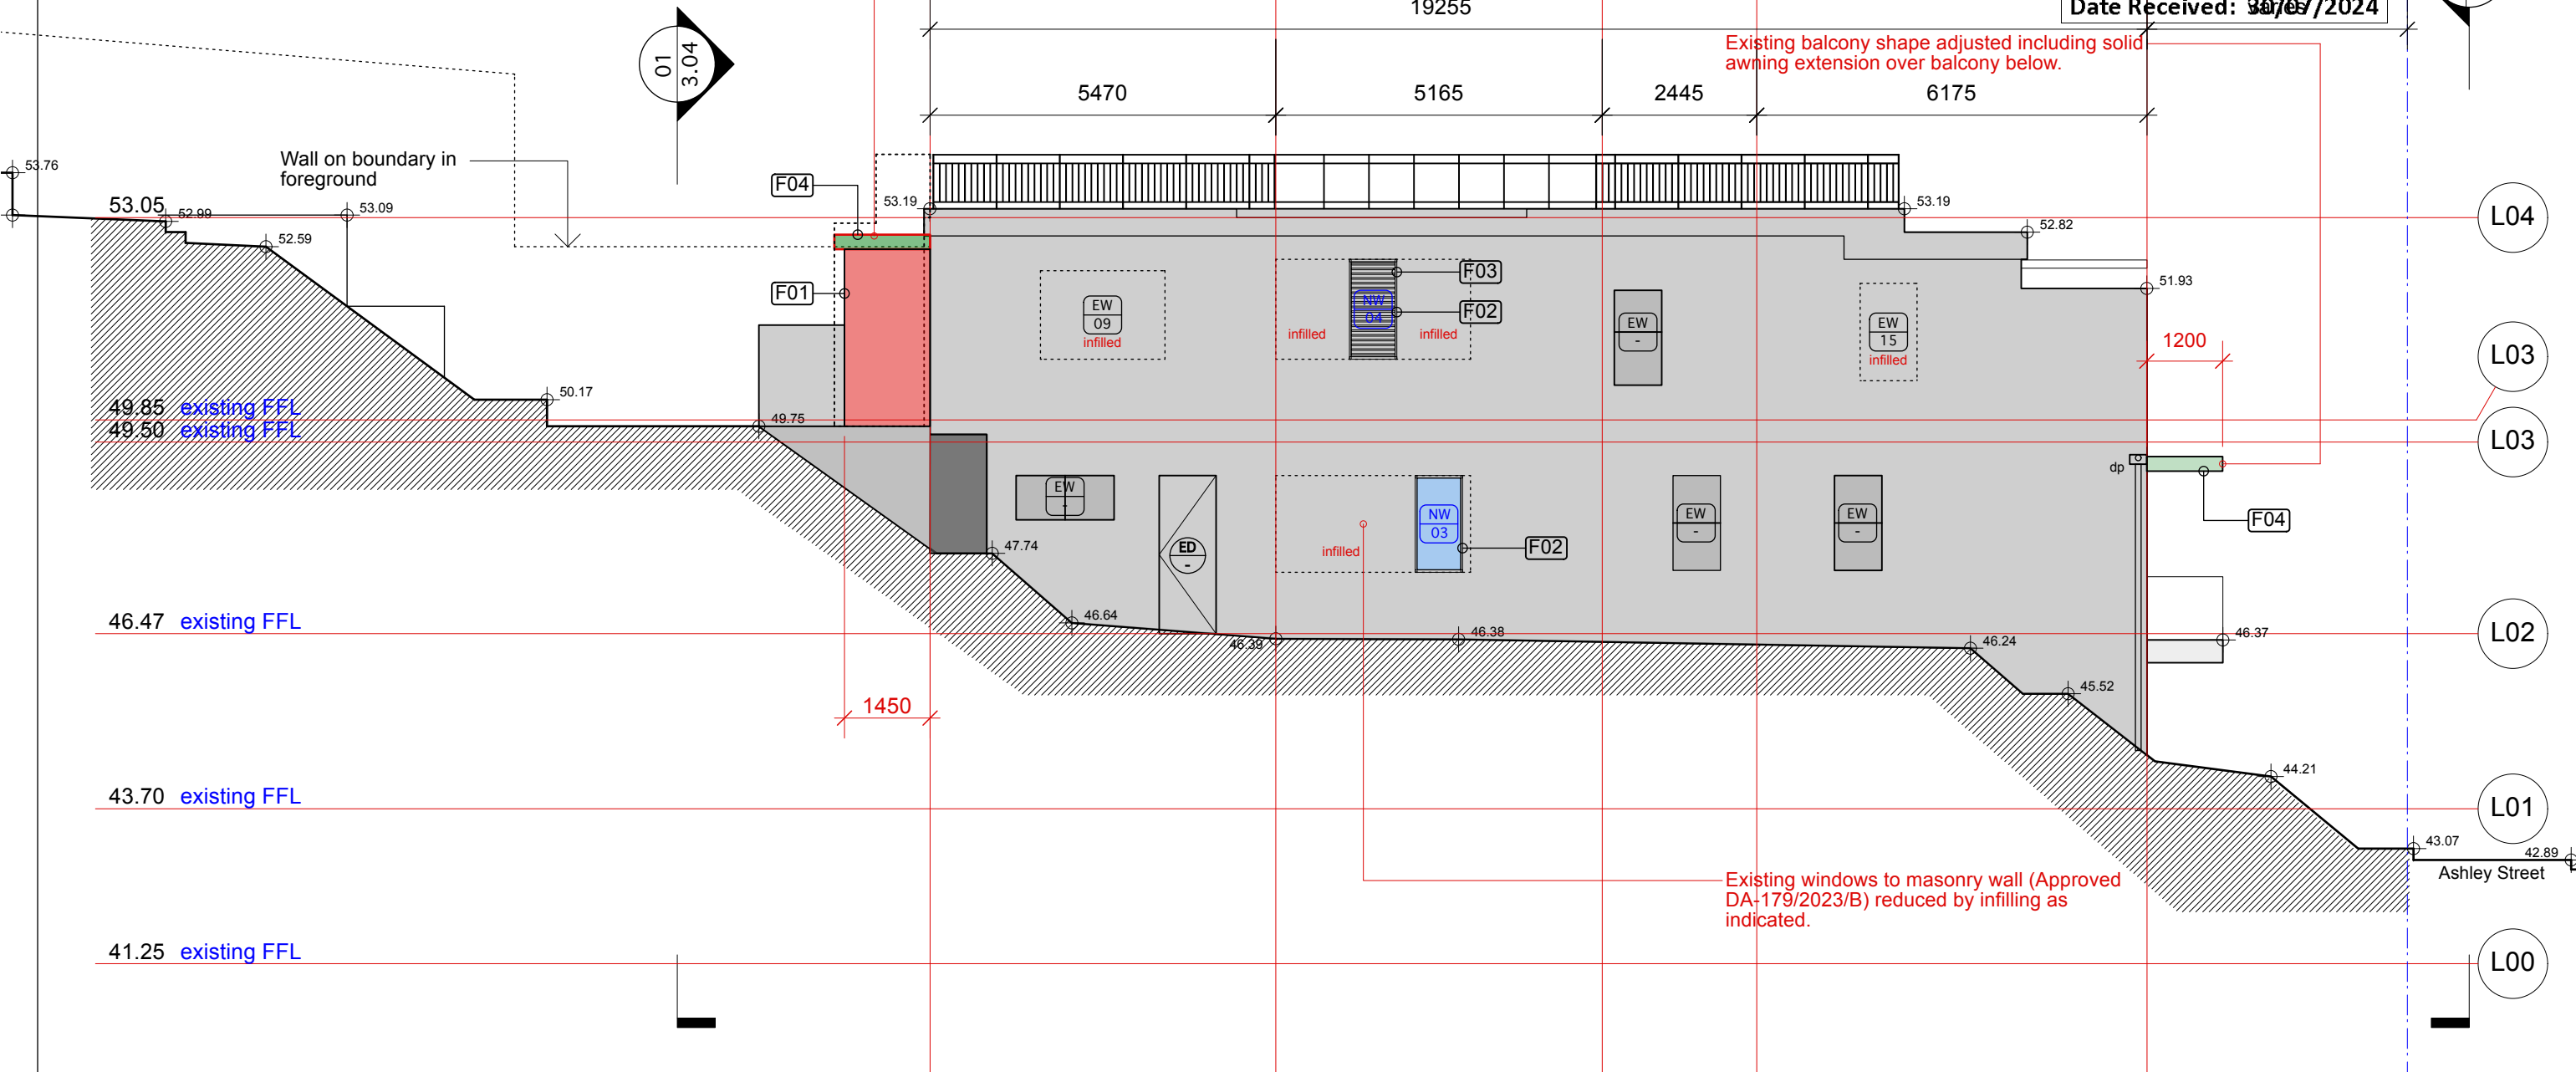 19255
Date Received: 30/07/2024
01
3.04
Existing balcony shape adjusted including solid
awning extension over balcony below.
5470
5165
2445
6175
Wall on boundary in
foreground
53.76
F04
53.05
52.99
53.09
53.19
53.19
L04
52.59
52.82
F03
F01
EW
09
infilled
NW
04
F02
infilled
infilled
EW
-
EW
15
infilled
51.93
1200
L03
50.17
49.85 existing FFL
49.75
49.50 existing FFL
L03
dp
EW
-
NW
03
EW
-
EW
-
F04
47.74
ED
-
infilled
F02
46.47 existing FFL
46.64
46.39
46.38
46.24
46.37
L02
45.52
1450
44.21
43.70 existing FFL
L01
43.07
42.89
Ashley Street
Existing windows to masonry wall (Approved
DA-179/2023/B) reduced by infilling as
indicated.
41.25 existing FFL
L00